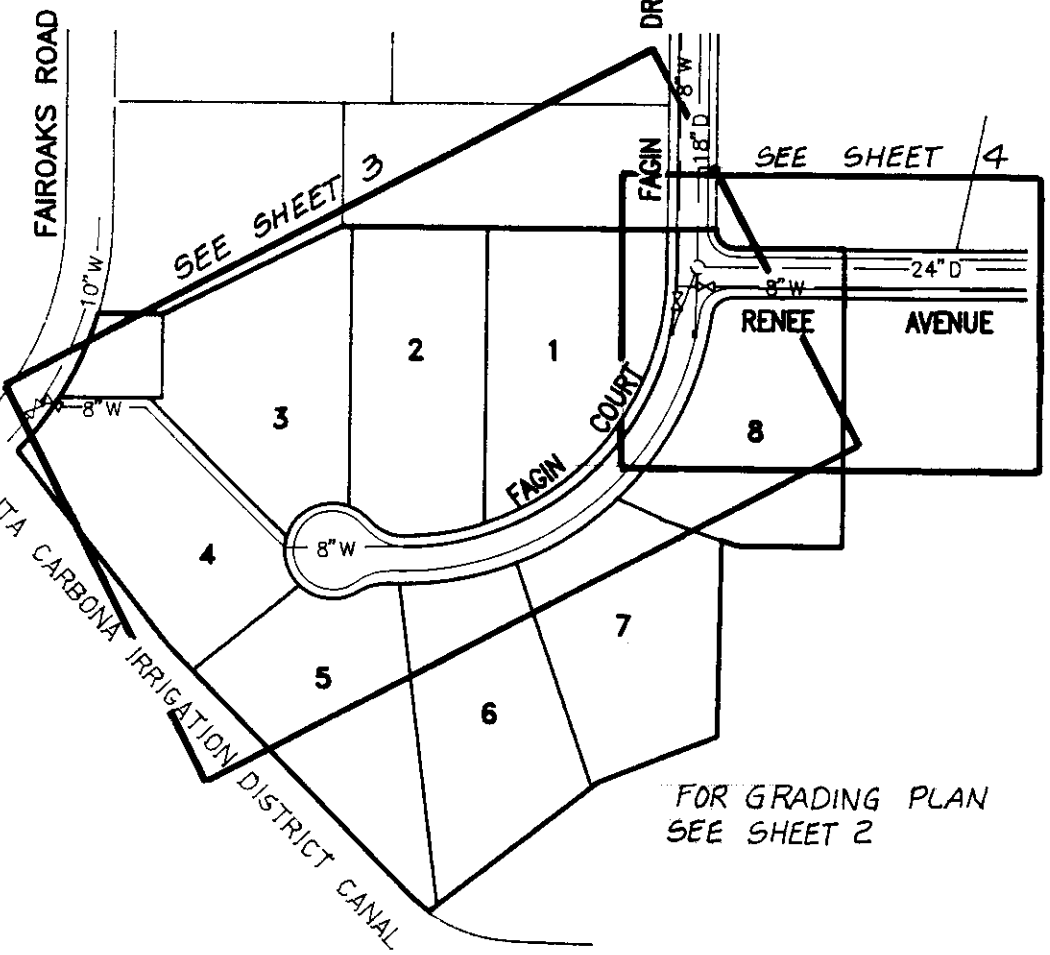 FAIROAKS ROAD
DR
8"W
18"D
FAGIN
SEE SHEET 4
SEE SHEET 3
10"W
24"D
8"W
RENEE AVENUE
2
1
3
COURT
FAGIN
8
8"W
8"W
4
7
5
6
TA CARBONA IRRIGATION DISTRICT CANAL
FOR GRADING PLAN
SEE SHEET 2